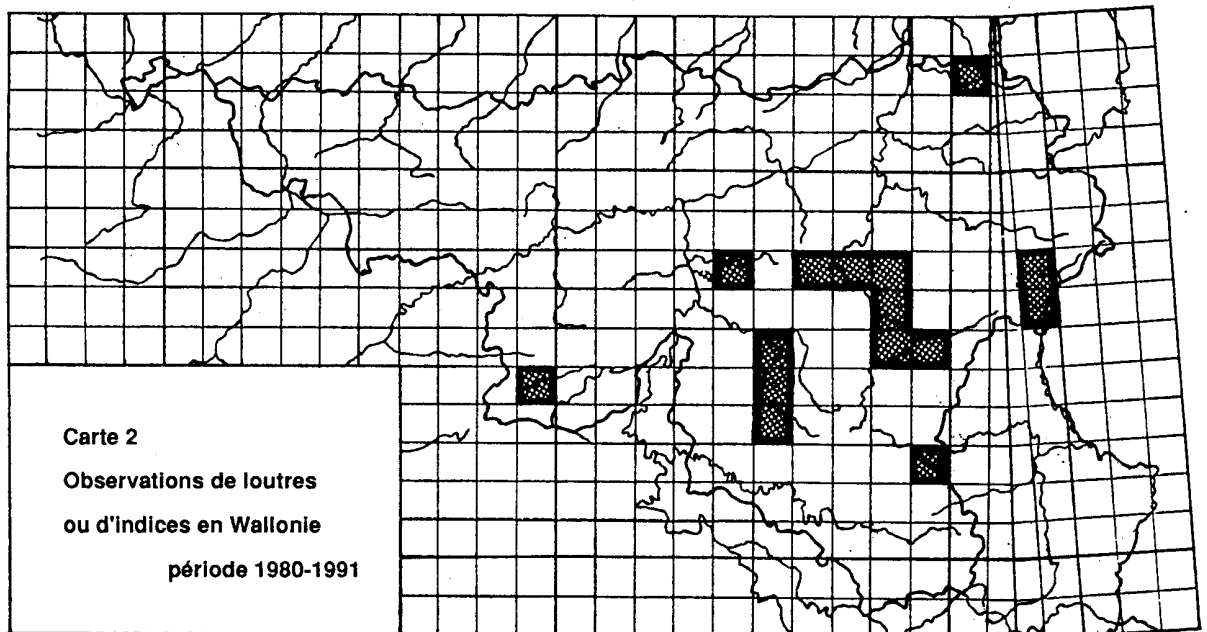 Carte 2
Observations de loutres
ou d'indices en Wallonie
période 1980-1991